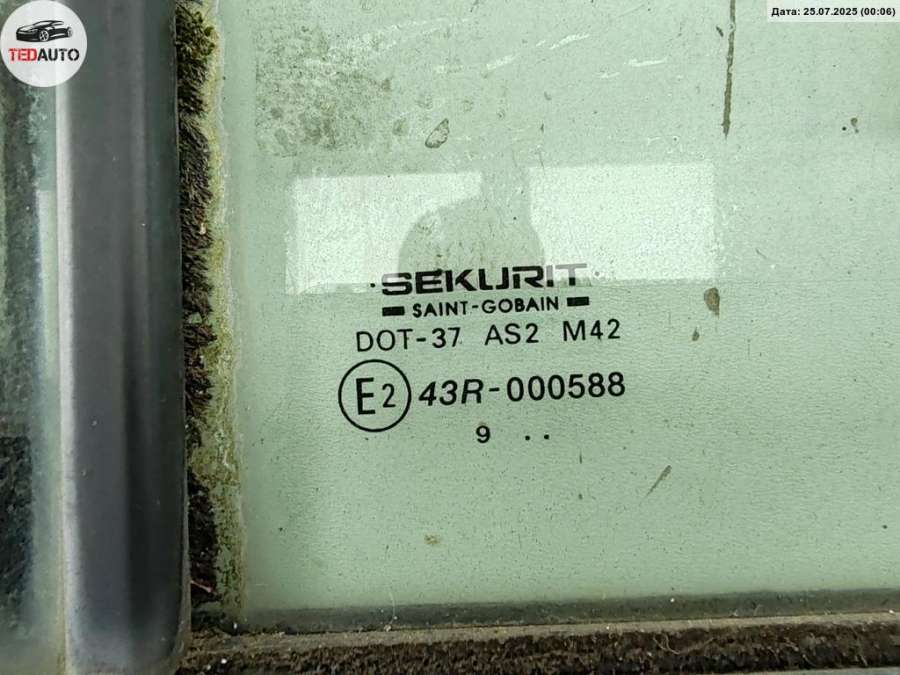 TEDAUTO
Дата: 25.07.2025 (00:06)
SEKURIT
SAINT-GOBAIN
DOT-37 AS2 M42
E2 43R-000588
9 ..